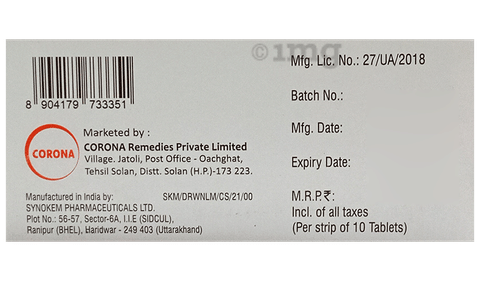 ©1mg
Mfg. Lic. No.: 27/UA/2018
8 904179 733351
Batch No.:
Mfg. Date:
Expiry Date:
M.R.P.₹:
Incl. of all taxes
(Per strip of 10 Tablets)
CORONA
Marketed by :
CORONA Remedies Private Limited
Village. Jatoli, Post Office - Oachghat,
Tehsil Solan, Distt. Solan (H.P.)-173 223.
Manufactured in India by:
SKM/DRWNLM/CS/21/00
SYNOKEM PHARMACEUTICALS LTD.
Plot No.: 56-57, Sector-6A, I.I.E (SIDCUL),
Ranipur (BHEL), Haridwar - 249 403 (Uttarakhand)